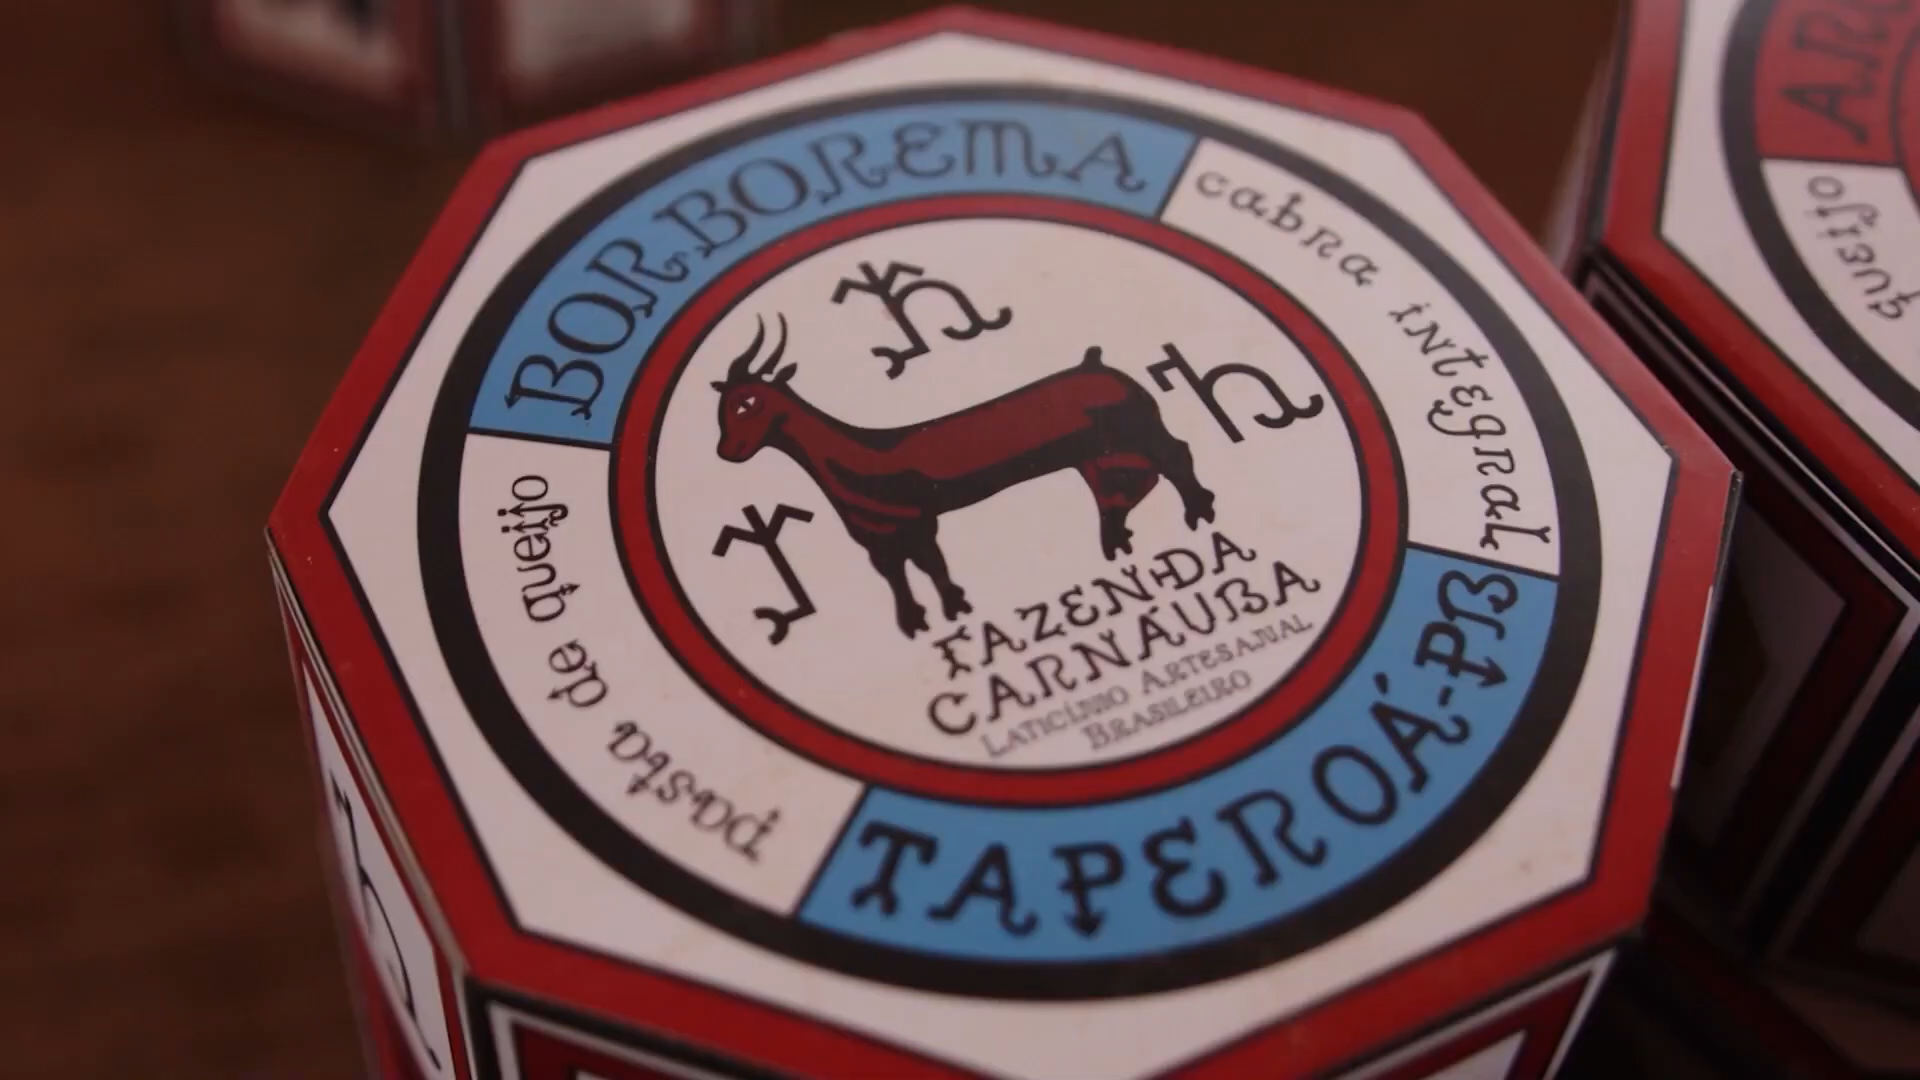 BORBOREMA
cabra integral
pasta de queijo
TAPEROÁ-PB
FAZENDA
CARNAÚBA
LATICÍNIO ARTESANAL
BRASILEIRO
queijo